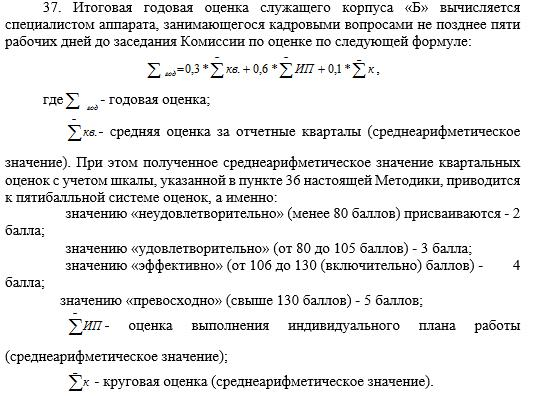 37. Итоговая годовая оценка служащего корпуса «Б» вычисляется
специалистом аппарата, занимающегося кадровыми вопросами не позднее пяти
рабочих дней до заседания Комиссии по оценке по следующей формуле:
∑ год = 0,3 * ∑̄ кв. + 0,6 * ∑̄ ИП + 0,1 * ∑̄ к ,
где ∑ год - годовая оценка;
∑̄ кв. - средняя оценка за отчетные кварталы (среднеарифметическое
значение). При этом полученное среднеарифметическое значение квартальных
оценок с учетом шкалы, указанной в пункте 36 настоящей Методики, приводится
к пятибалльной системе оценок, а именно:
значению «неудовлетворительно» (менее 80 баллов) присваиваются - 2
балла;
значению «удовлетворительно» (от 80 до 105 баллов) - 3 балла;
значению «эффективно» (от 106 до 130 (включительно) баллов) - 4
балла;
значению «превосходно» (свыше 130 баллов) - 5 баллов;
∑̄ ИП - оценка выполнения индивидуального плана работы
(среднеарифметическое значение);
∑̄ к - круговая оценка (среднеарифметическое значение).